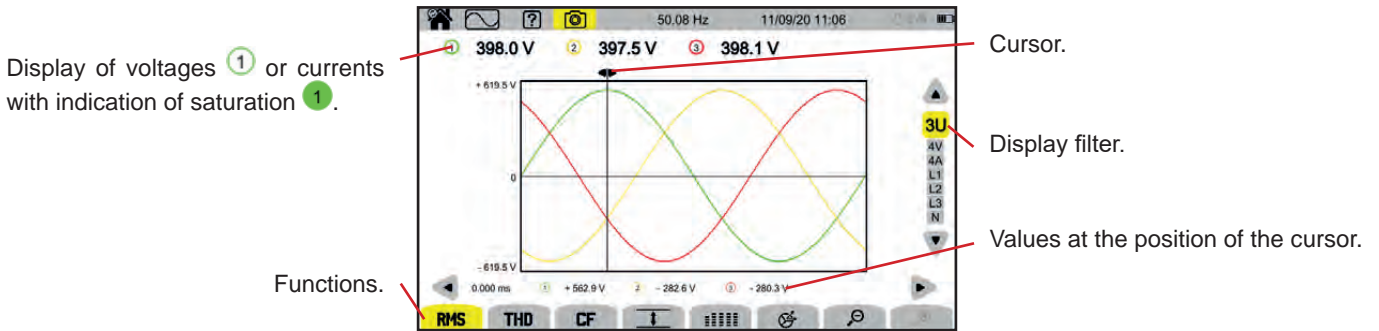 50.08 Hz 11/09/20 11:06
1 398.0 V 2 397.5 V 3 398.1 V
Cursor.
Display of voltages 1 or currents
with indication of saturation 1.
+ 619.5 V
3U
Display filter.
4V
4A
L1
L2
L3
N
0
Values at the position of the cursor.
- 619.5 V
Functions.
0.000 ms 1 + 562.9 V 2 - 282.6 V 3 - 280.3 V
RMS THD CF